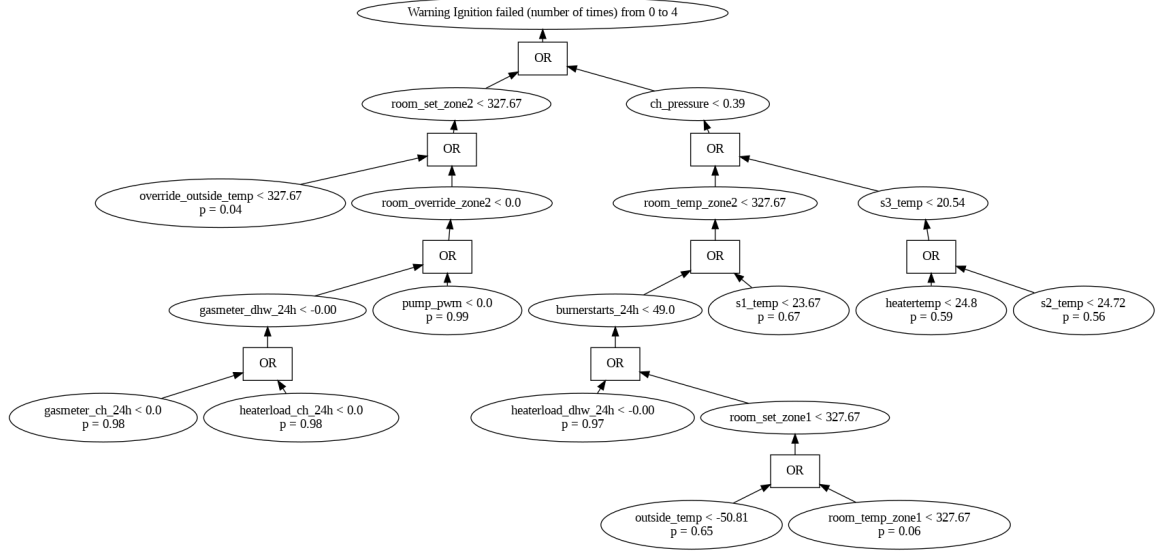 Warning Ignition failed (number of times) from 0 to 4
OR
room_set_zone2 < 327.67
ch_pressure < 0.39
OR
OR
override_outside_temp < 327.67
p = 0.04
room_override_zone2 < 0.0
room_temp_zone2 < 327.67
s3_temp < 20.54
OR
OR
OR
gasmeter_dhw_24h < -0.00
pump_pwm < 0.0
p = 0.99
burnerstarts_24h < 49.0
s1_temp < 23.67
p = 0.67
heatertemp < 24.8
p = 0.59
s2_temp < 24.72
p = 0.56
OR
OR
gasmeter_ch_24h < 0.0
p = 0.98
heaterload_ch_24h < 0.0
p = 0.98
heaterload_dhw_24h < -0.00
p = 0.97
room_set_zone1 < 327.67
OR
outside_temp < -50.81
p = 0.65
room_temp_zone1 < 327.67
p = 0.06